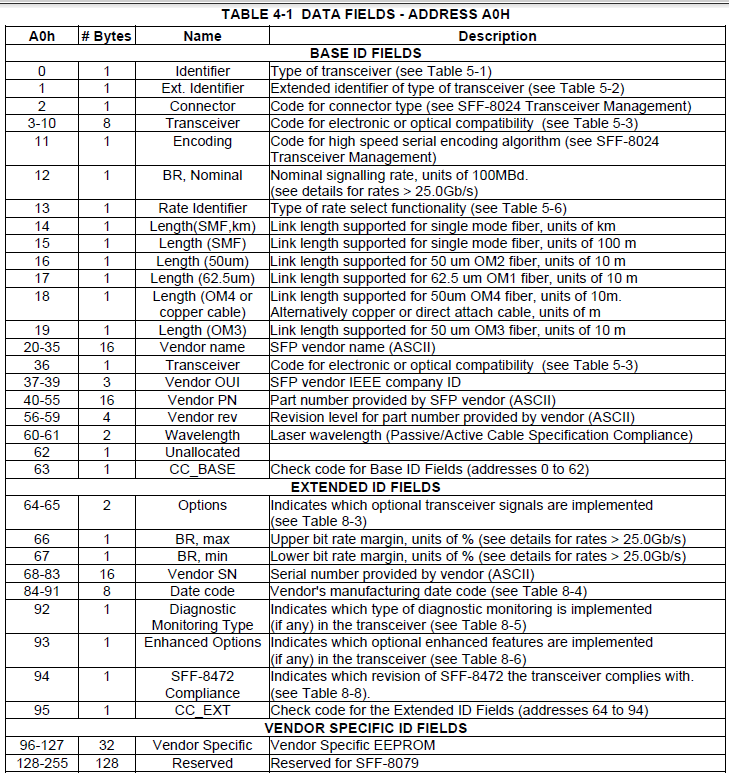 TABLE 4-1 DATA FIELDS - ADDRESS A0H
A0h # Bytes Name Description
BASE ID FIELDS
0 1 Identifier Type of transceiver (see Table 5-1)
1 1 Ext. Identifier Extended identifier of type of transceiver (see Table 5-2)
2 1 Connector Code for connector type (see SFF-8024 Transceiver Management)
3-10 8 Transceiver Code for electronic or optical compatibility (see Table 5-3)
11 1 Encoding Code for high speed serial encoding algorithm (see SFF-8024
Transceiver Management)
12 1 BR, Nominal Nominal signalling rate, units of 100MBd.
(see details for rates > 25.0Gb/s)
13 1 Rate Identifier Type of rate select functionality (see Table 5-6)
14 1 Length(SMF,km) Link length supported for single mode fiber, units of km
15 1 Length (SMF) Link length supported for single mode fiber, units of 100 m
16 1 Length (50um) Link length supported for 50 um OM2 fiber, units of 10 m
17 1 Length (62.5um) Link length supported for 62.5 um OM1 fiber, units of 10 m
18 1 Length (OM4 or Link length supported for 50um OM4 fiber, units of 10m.
copper cable) Alternatively copper or direct attach cable, units of m
19 1 Length (OM3) Link length supported for 50 um OM3 fiber, units of 10 m
20-35 16 Vendor name SFP vendor name (ASCII)
36 1 Transceiver Code for electronic or optical compatibility (see Table 5-3)
37-39 3 Vendor OUI SFP vendor IEEE company ID
40-55 16 Vendor PN Part number provided by SFP vendor (ASCII)
56-59 4 Vendor rev Revision level for part number provided by vendor (ASCII)
60-61 2 Wavelength Laser wavelength (Passive/Active Cable Specification Compliance)
62 1 Unallocated
63 1 CC_BASE Check code for Base ID Fields (addresses 0 to 62)
EXTENDED ID FIELDS
64-65 2 Options Indicates which optional transceiver signals are implemented
(see Table 8-3)
66 1 BR, max Upper bit rate margin, units of % (see details for rates > 25.0Gb/s)
67 1 BR, min Lower bit rate margin, units of % (see details for rates > 25.0Gb/s)
68-83 16 Vendor SN Serial number provided by vendor (ASCII)
84-91 8 Date code Vendor's manufacturing date code (see Table 8-4)
92 1 Diagnostic Indicates which type of diagnostic monitoring is implemented
Monitoring Type (if any) in the transceiver (see Table 8-5)
93 1 Enhanced Options Indicates which optional enhanced features are implemented
(if any) in the transceiver (see Table 8-6)
94 1 SFF-8472 Indicates which revision of SFF-8472 the transceiver complies with.
Compliance (see Table 8-8).
95 1 CC_EXT Check code for the Extended ID Fields (addresses 64 to 94)
VENDOR SPECIFIC ID FIELDS
96-127 32 Vendor Specific Vendor Specific EEPROM
128-255 128 Reserved Reserved for SFF-8079